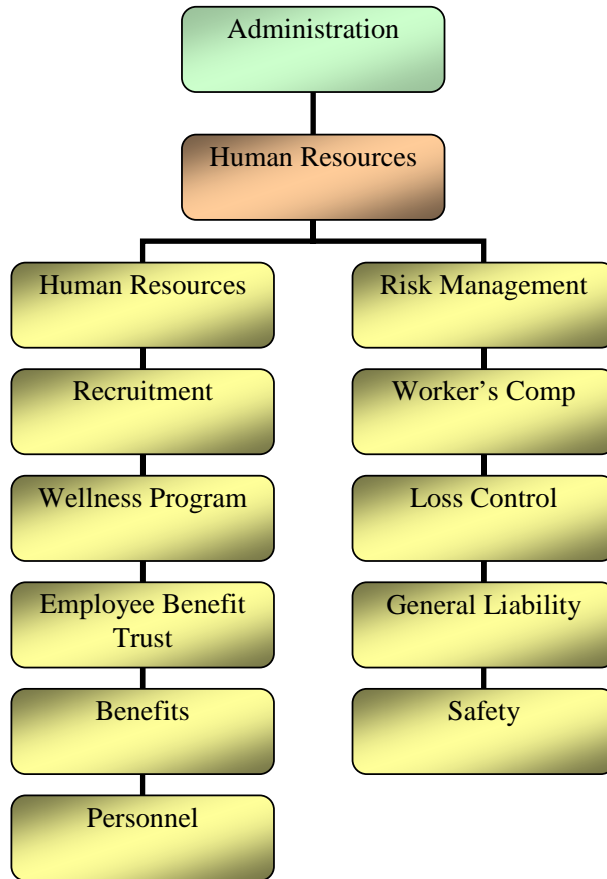 Administration
Human Resources
Human Resources
Recruitment
Wellness Program
Employee Benefit
Trust
Benefits
Personnel
Risk Management
Worker’s Comp
Loss Control
General Liability
Safety